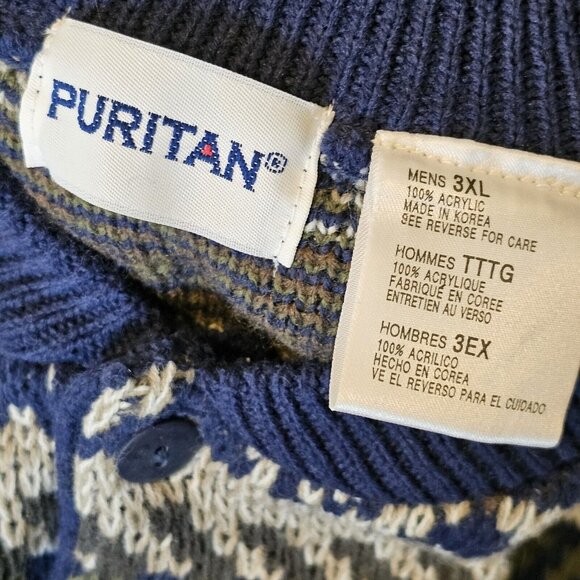 PURITAN®
MENS 3XL
100% ACRYLIC
MADE IN KOREA
SEE REVERSE FOR CARE
HOMMES TTTG
100% ACRYLIQUE
FABRIQUÉ EN COREE
ENTRETIEN AU VERSO
HOMBRES 3EX
100% ACRILICO
HECHO EN COREA
VE EL REVERSO PARA EL CUIDADO